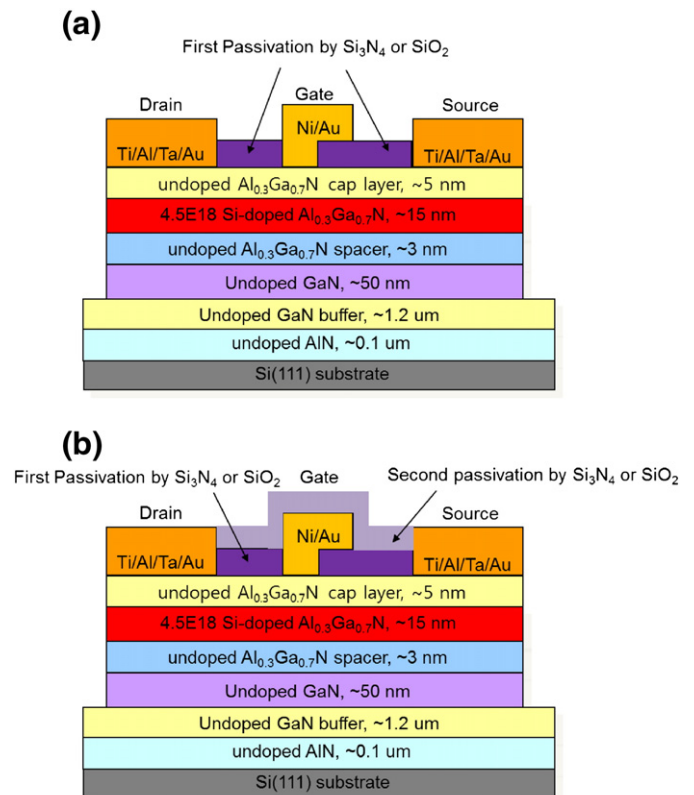 (a)
First Passivation by Si₃N₄ or SiO₂
Gate
Drain
Source
Ni/Au
Ti/Al/Ta/Au
Ti/Al/Ta/Au
undoped Al₀.₃Ga₀.₇N cap layer, ~5 nm
4.5E18 Si-doped Al₀.₃Ga₀.₇N, ~15 nm
undoped Al₀.₃Ga₀.₇N spacer, ~3 nm
Undoped GaN, ~50 nm
Undoped GaN buffer, ~1.2 um
undoped AlN, ~0.1 um
Si(111) substrate
(b)
First Passivation by Si₃N₄ or SiO₂
Gate
Second passivation by Si₃N₄ or SiO₂
Drain
Source
Ni/Au
Ti/Al/Ta/Au
Ti/Al/Ta/Au
undoped Al₀.₃Ga₀.₇N cap layer, ~5 nm
4.5E18 Si-doped Al₀.₃Ga₀.₇N, ~15 nm
undoped Al₀.₃Ga₀.₇N spacer, ~3 nm
Undoped GaN, ~50 nm
Undoped GaN buffer, ~1.2 um
undoped AlN, ~0.1 um
Si(111) substrate